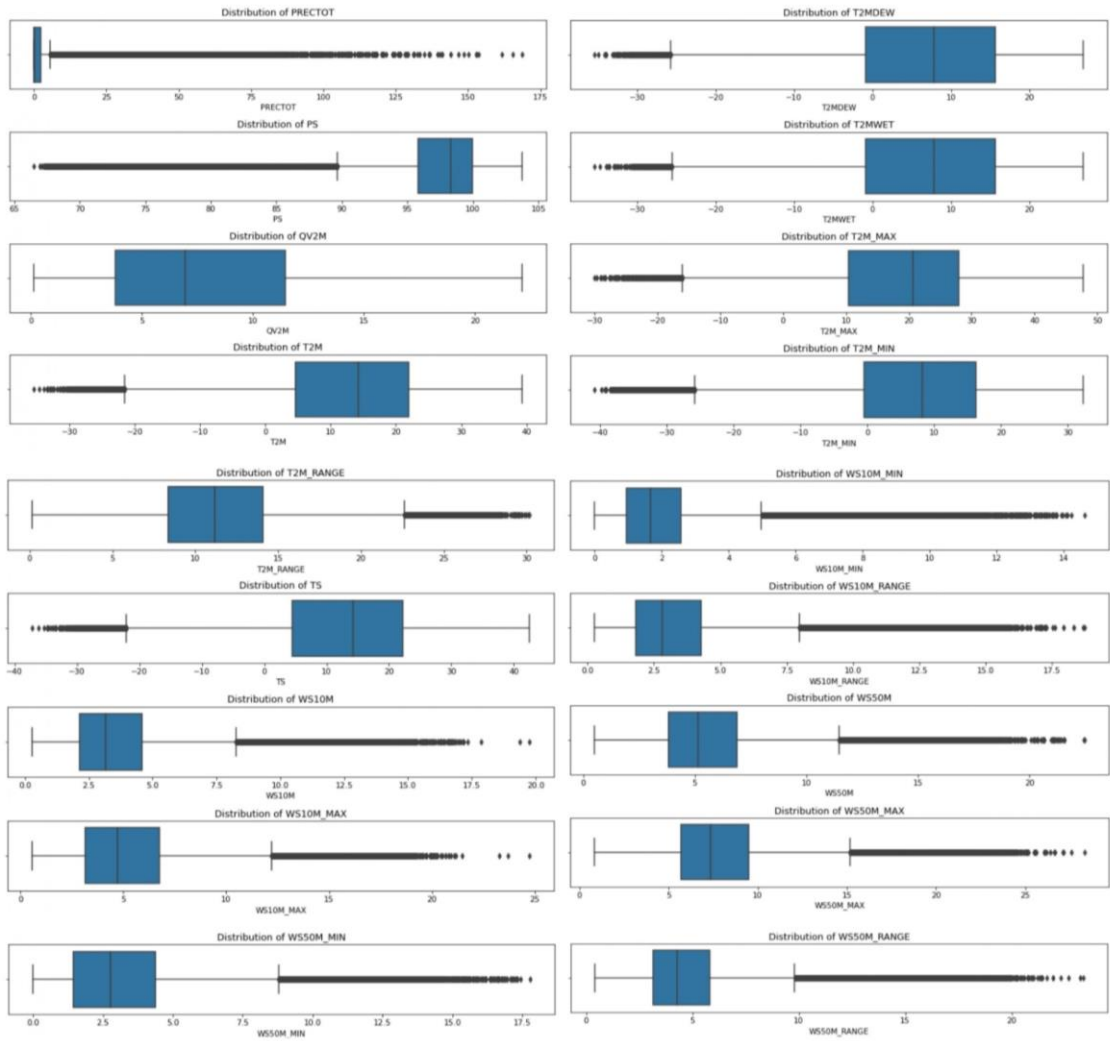 Distribution of PRECTOT
0 25 50 75 100 125 150 175
PRECTOT
Distribution of T2MDEW
−30 −20 −10 0 10 20
T2MDEW
Distribution of PS
65 70 75 80 85 90 95 100 105
PS
Distribution of T2MWET
−30 −20 −10 0 10 20
T2MWET
Distribution of QV2M
0 5 10 15 20
QV2M
Distribution of T2M_MAX
−30 −20 −10 0 10 20 30 40 50
T2M_MAX
Distribution of T2M
−30 −20 −10 0 10 20 30 40
T2M
Distribution of T2M_MIN
−40 −30 −20 −10 0 10 20 30
T2M_MIN
Distribution of T2M_RANGE
0 5 10 15 20 25 30
T2M_RANGE
Distribution of WS10M_MIN
0 2 4 6 8 10 12 14
WS10M_MIN
Distribution of TS
−40 −30 −20 −10 0 10 20 30 40
TS
Distribution of WS10M_RANGE
0.0 2.5 5.0 7.5 10.0 12.5 15.0 17.5
WS10M_RANGE
Distribution of WS10M
0.0 2.5 5.0 7.5 10.0 12.5 15.0 17.5 20.0
WS10M
Distribution of WS50M
0 5 10 15 20
WS50M
Distribution of WS10M_MAX
0 5 10 15 20 25
WS10M_MAX
Distribution of WS50M_MAX
0 5 10 15 20 25
WS50M_MAX
Distribution of WS50M_MIN
0.0 2.5 5.0 7.5 10.0 12.5 15.0 17.5
WS50M_MIN
Distribution of WS50M_RANGE
0 5 10 15 20
WS50M_RANGE